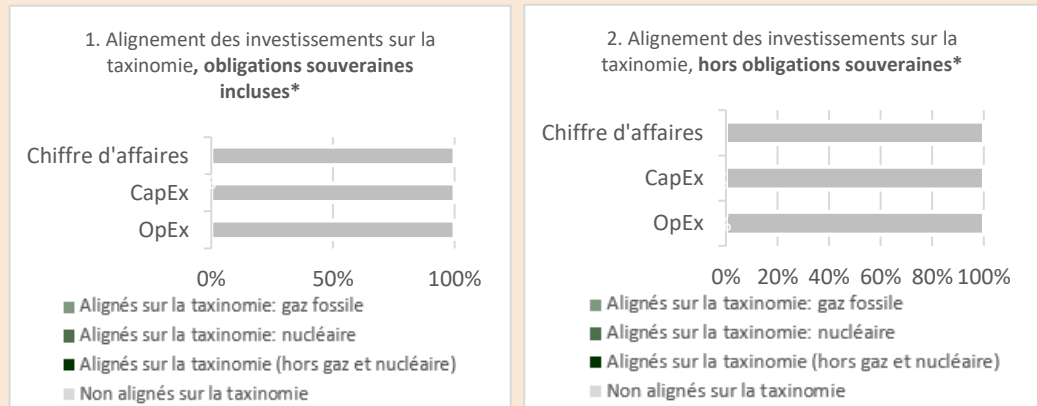 1. Alignement des investissements sur la
taxinomie, obligations souveraines
incluses*
Chiffre d'affaires
CapEx
OpEx
0% 50% 100%
Alignés sur la taxinomie: gaz fossile
Alignés sur la taxinomie: nucléaire
Alignés sur la taxinomie (hors gaz et nucléaire)
Non alignés sur la taxinomie
2. Alignement des investissements sur la
taxinomie, hors obligations souveraines*
Chiffre d'affaires
CapEx
OpEx
0% 20% 40% 60% 80% 100%
Alignés sur la taxinomie: gaz fossile
Alignés sur la taxinomie: nucléaire
Alignés sur la taxinomie (hors gaz et nucléaire)
Non alignés sur la taxinomie